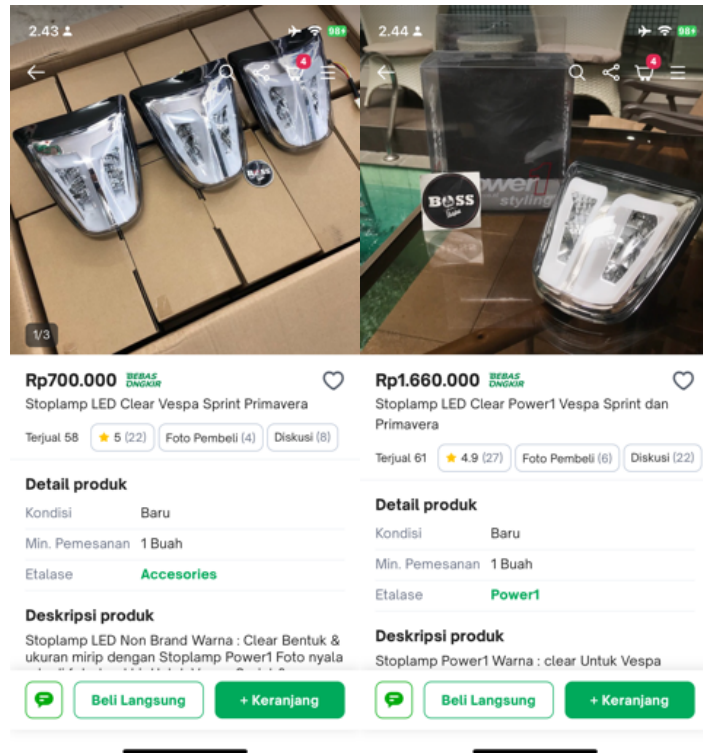 2.43
98+
4
1/3
BOSS
Rp700.000 BEBAS ONGKIR
Stoplamp LED Clear Vespa Sprint Primavera
Terjual 58 5 (22) Foto Pembeli (4) Diskusi (8)
Detail produk
Kondisi Baru
Min. Pemesanan 1 Buah
Etalase Accesories
Deskripsi produk
Stoplamp LED Non Brand Warna : Clear Bentuk &
ukuran mirip dengan Stoplamp Power1 Foto nyala
Beli Langsung + Keranjang
2.44
98+
4
BOSS
power1
styling
Rp1.660.000 BEBAS ONGKIR
Stoplamp LED Clear Power1 Vespa Sprint dan
Primavera
Terjual 61 4.9 (27) Foto Pembeli (6) Diskusi (22)
Detail produk
Kondisi Baru
Min. Pemesanan 1 Buah
Etalase Power1
Deskripsi produk
Stoplamp Power1 Warna : clear Untuk Vespa
Beli Langsung + Keranjang